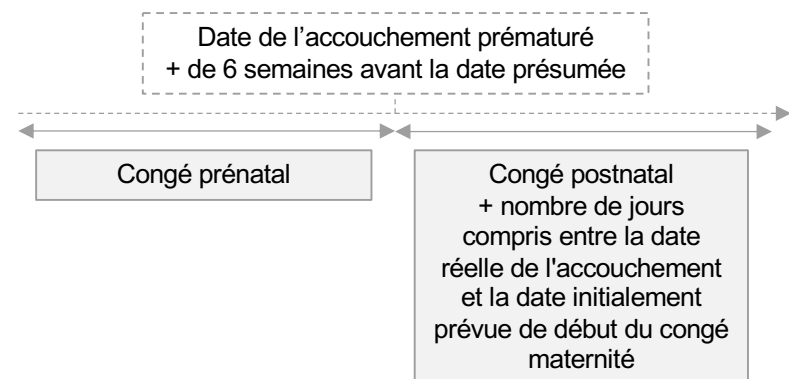 Date de l’accouchement prématuré
+ de 6 semaines avant la date présumée
Congé prénatal
Congé postnatal
+ nombre de jours
compris entre la date
réelle de l'accouchement
et la date initialement
prévue de début du congé
maternité